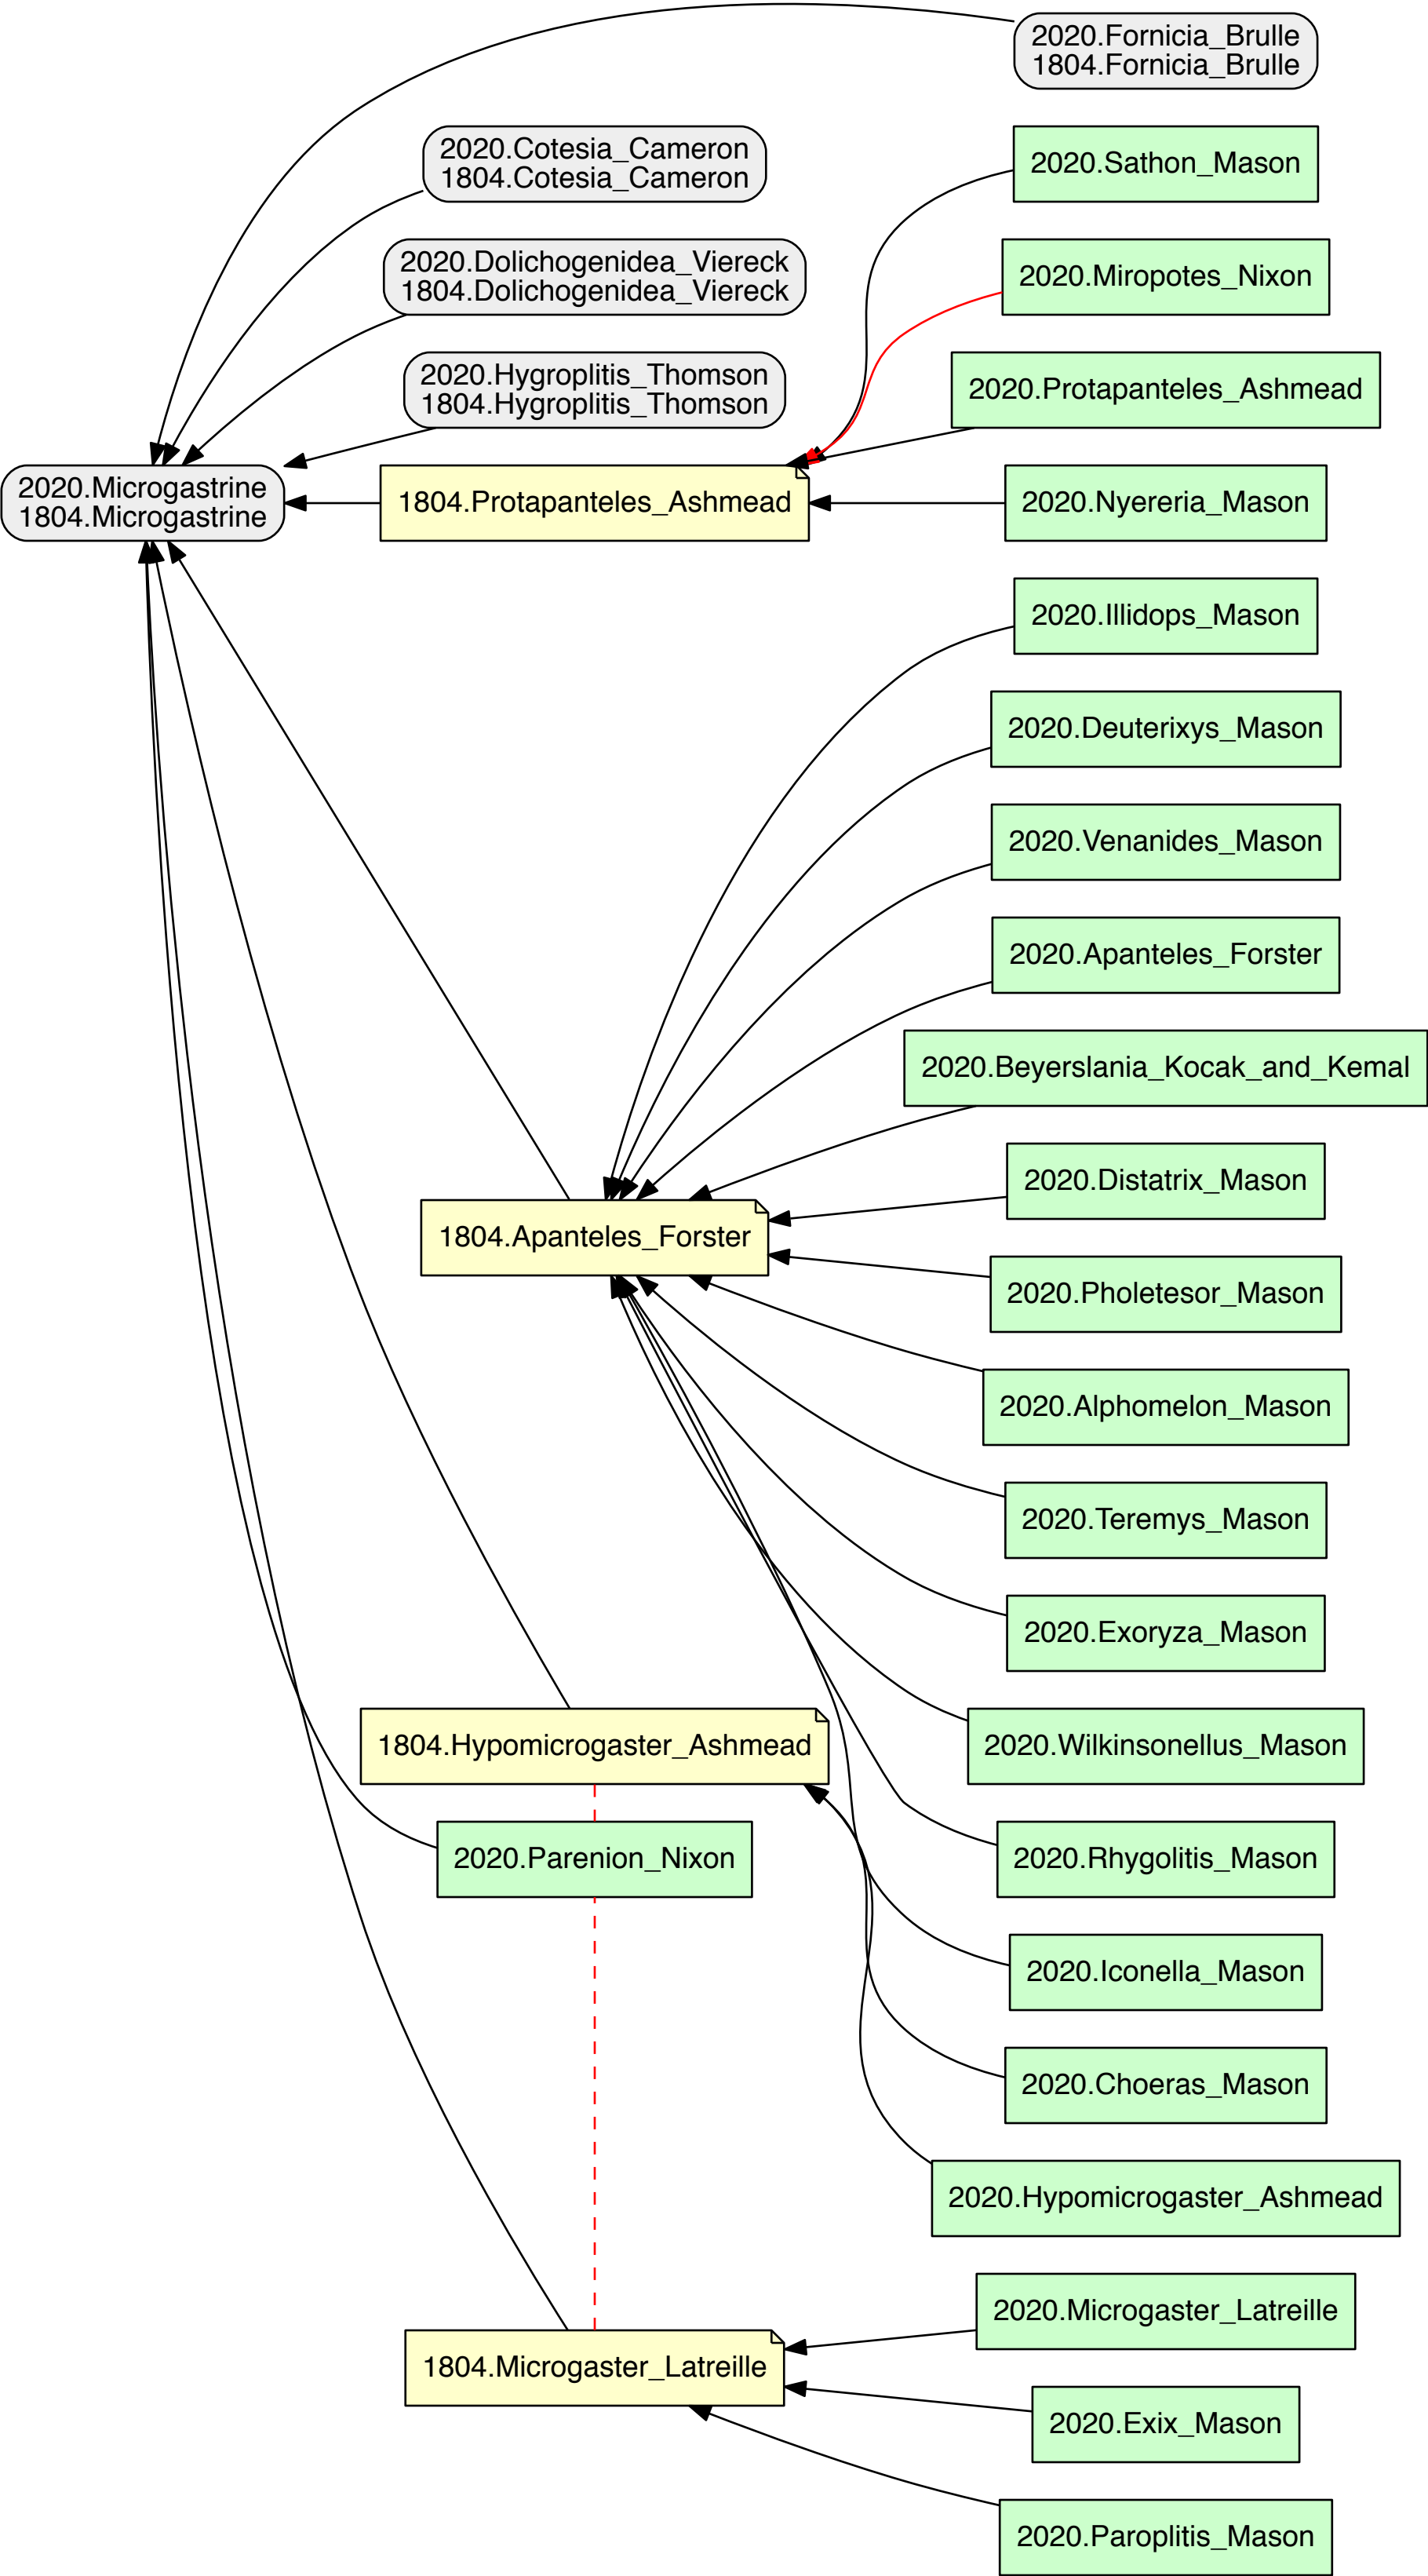 2020.Fornicia_Brulle
1804.Fornicia_Brulle
2020.Cotesia_Cameron
1804.Cotesia_Cameron
2020.Sathon_Mason
2020.Dolichogenidea_Viereck
1804.Dolichogenidea_Viereck
2020.Miropotes_Nixon
2020.Hygroplitis_Thomson
1804.Hygroplitis_Thomson
2020.Protapanteles_Ashmead
2020.Microgastrine
1804.Microgastrine
1804.Protapanteles_Ashmead
2020.Nyereria_Mason
2020.Illidops_Mason
2020.Deuterixys_Mason
2020.Venanides_Mason
2020.Apanteles_Forster
2020.Beyerslania_Kocak_and_Kemal
2020.Distatrix_Mason
1804.Apanteles_Forster
2020.Pholetesor_Mason
2020.Alphomelon_Mason
2020.Teremys_Mason
2020.Exoryza_Mason
1804.Hypomicrogaster_Ashmead
2020.Wilkinsonellus_Mason
2020.Parenion_Nixon
2020.Rhygolitis_Mason
2020.Iconella_Mason
2020.Choeras_Mason
2020.Hypomicrogaster_Ashmead
2020.Microgaster_Latreille
1804.Microgaster_Latreille
2020.Exix_Mason
2020.Paroplitis_Mason